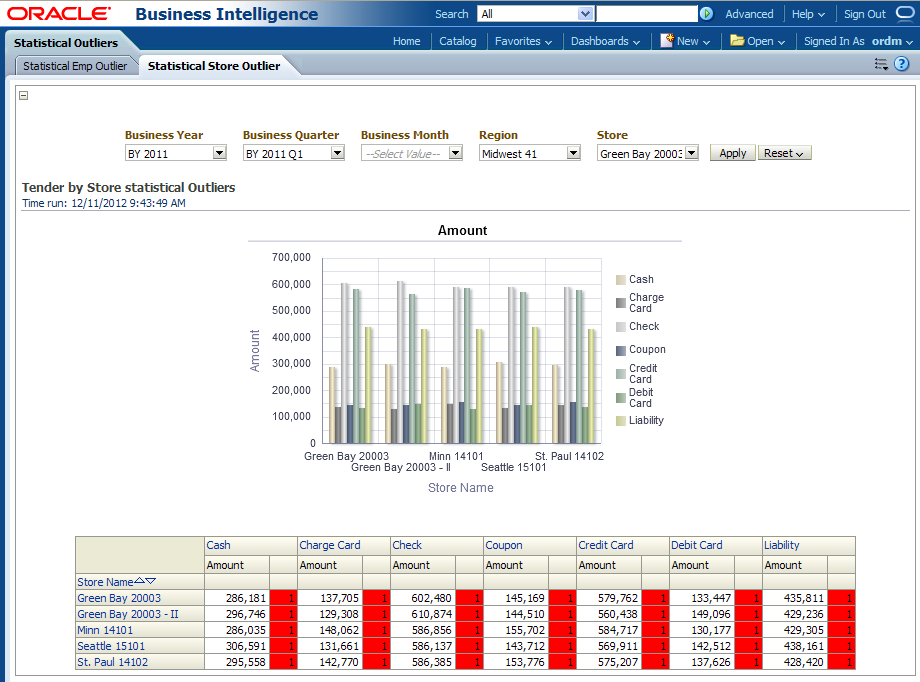 ORACLE Business Intelligence Search All Advanced Help Sign Out
Statistical Outliers Home Catalog Favorites Dashboards New Open Signed In As ordm
Statistical Emp Outlier Statistical Store Outlier
Business Year Business Quarter Business Month Region Store
BY 2011 BY 2011 Q1 --Select Value-- Midwest 41 Green Bay 20003 Apply Reset
Tender by Store statistical Outliers
Time run: 12/11/2012 9:43:49 AM
Amount
700,000
600,000
500,000
400,000
300,000
200,000
100,000
0
Amount
Green Bay 20003 Minn 14101 St. Paul 14102
Green Bay 20003 - II Seattle 15101
Store Name
Cash
Charge
Card
Check
Coupon
Credit
Card
Debit
Card
Liability
Cash Charge Card Check Coupon Credit Card Debit Card Liability
Amount Amount Amount Amount Amount Amount Amount
Store Name
Green Bay 20003 286,181 1 137,705 1 602,480 1 145,169 1 579,762 1 133,447 1 435,811 1
Green Bay 20003 - II 296,746 1 129,308 1 610,874 1 144,510 1 560,438 1 149,096 1 429,236 1
Minn 14101 286,035 1 148,062 1 586,856 1 155,702 1 584,717 1 130,177 1 429,305 1
Seattle 15101 306,591 1 131,661 1 586,137 1 143,712 1 569,911 1 142,512 1 438,161 1
St. Paul 14102 295,558 1 142,770 1 586,385 1 153,776 1 575,207 1 137,626 1 428,420 1